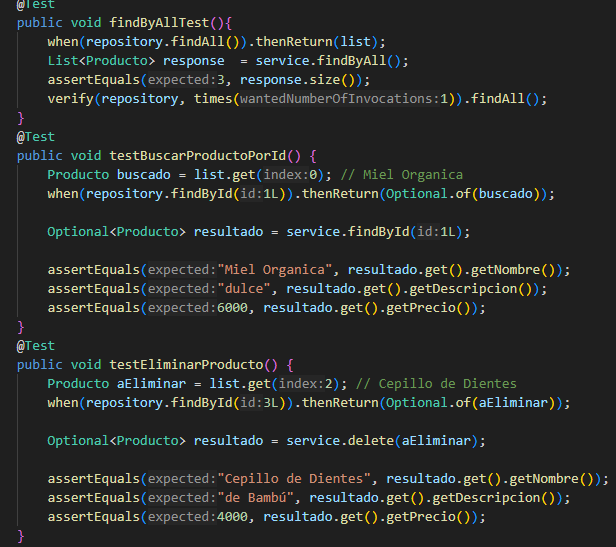 @Test
public void findByAllTest(){
    when(repository.findAll()).thenReturn(list);
    List<Producto> response  = service.findByAll();
    assertEquals(expected:3, response.size());
    verify(repository, times(wantedNumberOfInvocations:1)).findAll();
}
@Test
public void testBuscarProductoPorId() {
    Producto buscado = list.get(index:0); // Miel Organica
    when(repository.findById(id:1L)).thenReturn(Optional.of(buscado));

    Optional<Producto> resultado = service.findById(id:1L);

    assertEquals(expected:"Miel Organica", resultado.get().getNombre());
    assertEquals(expected:"dulce", resultado.get().getDescripcion());
    assertEquals(expected:6000, resultado.get().getPrecio());
}
@Test
public void testEliminarProducto() {
    Producto aEliminar = list.get(index:2); // Cepillo de Dientes
    when(repository.findById(id:3L)).thenReturn(Optional.of(aEliminar));

    Optional<Producto> resultado = service.delete(aEliminar);

    assertEquals(expected:"Cepillo de Dientes", resultado.get().getNombre());
    assertEquals(expected:"de Bambú", resultado.get().getDescripcion());
    assertEquals(expected:4000, resultado.get().getPrecio());
}